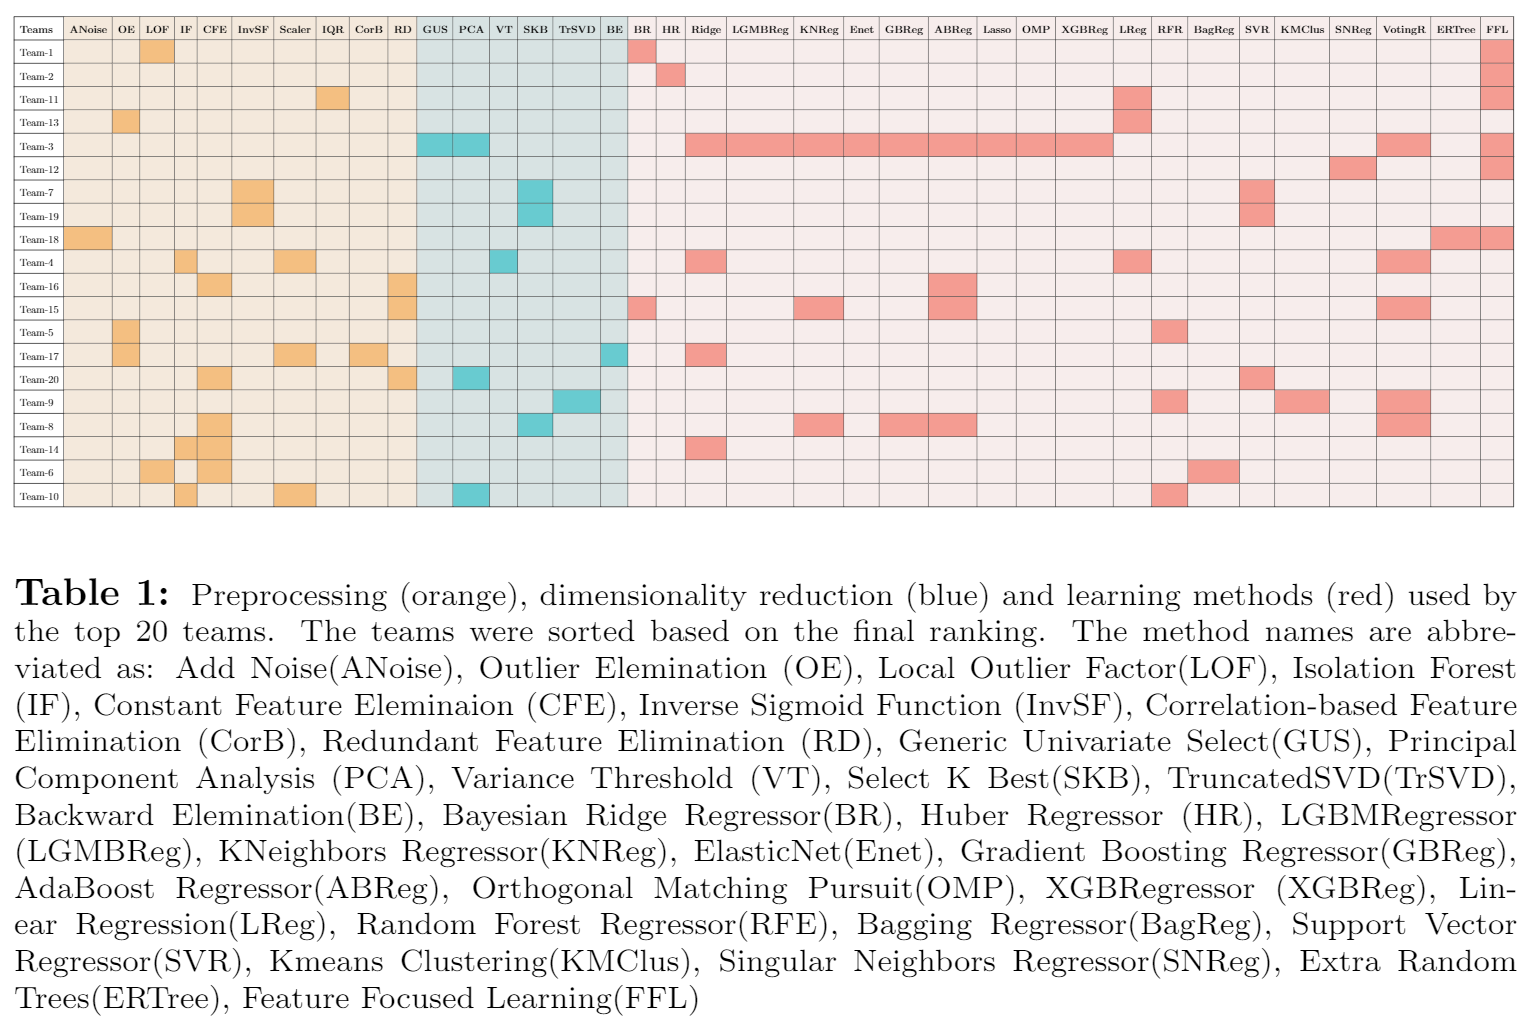 Teams ANoise OE LOF IF CFE InvSF Scaler IQR CorB RD GUS PCA VT SKB TrSVD BE BR HR Ridge LGMBReg KNReg Enet GBReg ABReg Lasso OMP XGBReg LReg RFR BagReg SVR KMClus SNReg VotingR ERTree FFL
Team-1
Team-2
Team-11
Team-13
Team-3
Team-12
Team-7
Team-19
Team-18
Team-4
Team-16
Team-15
Team-5
Team-17
Team-20
Team-9
Team-8
Team-14
Team-6
Team-10
Table 1: Preprocessing (orange), dimensionality reduction (blue) and learning methods (red) used by
the top 20 teams. The teams were sorted based on the final ranking. The method names are abbre-
viated as: Add Noise(ANoise), Outlier Elemination (OE), Local Outlier Factor(LOF), Isolation Forest
(IF), Constant Feature Eleminaion (CFE), Inverse Sigmoid Function (InvSF), Correlation-based Feature
Elimination (CorB), Redundant Feature Elimination (RD), Generic Univariate Select(GUS), Principal
Component Analysis (PCA), Variance Threshold (VT), Select K Best(SKB), TruncatedSVD(TrSVD),
Backward Elemination(BE), Bayesian Ridge Regressor(BR), Huber Regressor (HR), LGBMRegressor
(LGMBReg), KNeighbors Regressor(KNReg), ElasticNet(Enet), Gradient Boosting Regressor(GBReg),
AdaBoost Regressor(ABReg), Orthogonal Matching Pursuit(OMP), XGBRegressor (XGBReg), Lin-
ear Regression(LReg), Random Forest Regressor(RFE), Bagging Regressor(BagReg), Support Vector
Regressor(SVR), Kmeans Clustering(KMClus), Singular Neighbors Regressor(SNReg), Extra Random
Trees(ERTree), Feature Focused Learning(FFL)